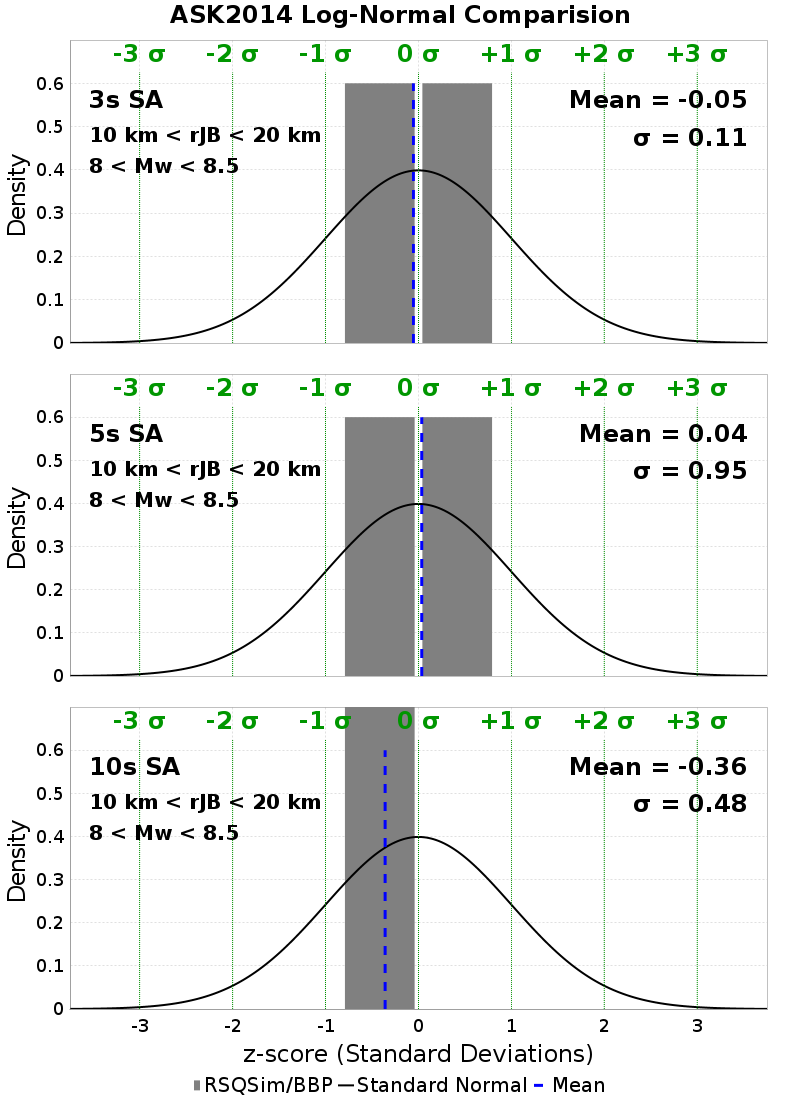 ASK2014 Log-Normal Comparision
-3 σ -2 σ -1 σ 0 σ +1 σ +2 σ +3 σ
0.6
3s SA Mean = -0.05
0.5
10 km < rJB < 20 km σ = 0.11
8 < Mw < 8.5
0.4
0.3
0.2
0.1
0
Density
-3 σ -2 σ -1 σ 0 σ +1 σ +2 σ +3 σ
0.6
5s SA Mean = 0.04
0.5
10 km < rJB < 20 km σ = 0.95
8 < Mw < 8.5
0.4
0.3
0.2
0.1
0
Density
-3 σ -2 σ -1 σ 0 σ +1 σ +2 σ +3 σ
0.6
10s SA Mean = -0.36
0.5
10 km < rJB < 20 km σ = 0.48
8 < Mw < 8.5
0.4
0.3
0.2
0.1
0
Density
-3 -2 -1 0 1 2 3
z-score (Standard Deviations)
RSQSim/BBP Standard Normal Mean